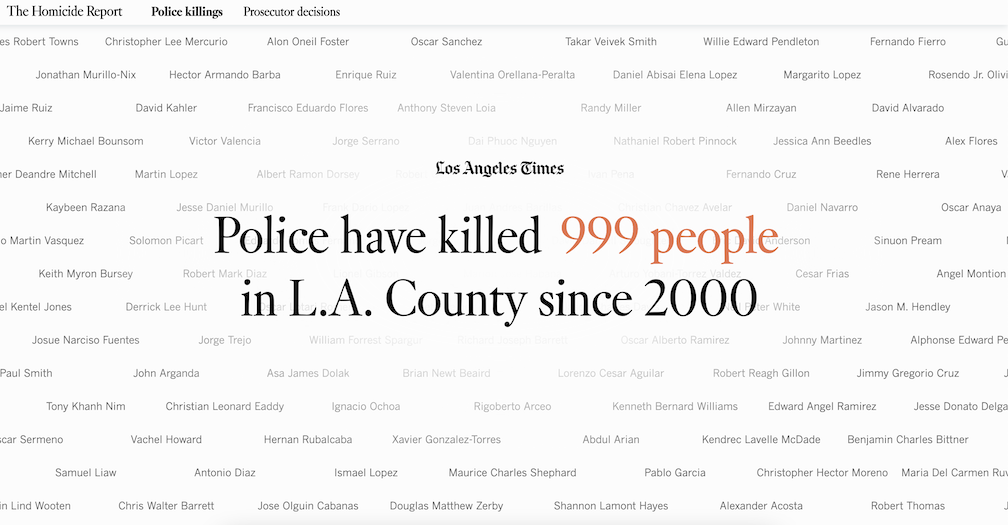 The Homicide Report Police killings Prosecutor decisions
es Robert Towns Christopher Lee Mercurio Alon Oneil Foster Oscar Sanchez Takar Veivek Smith Willie Edward Pendleton Fernando Fierro Gu
Jonathan Murillo-Nix Hector Armando Barba Enrique Ruiz Valentina Orellana-Peralta Daniel Abisai Elena Lopez Margarito Lopez Rosendo Jr. Olivi
Jaime Ruiz David Kahler Francisco Eduardo Flores Anthony Steven Loia Randy Miller Allen Mirzayan David Alvarado
Kerry Michael Bounsom Victor Valencia Jorge Serrano Dai Phuoc Nguyen Nathaniel Robert Pinnock Jessica Ann Beedles Alex Flores
er Deandre Mitchell Martin Lopez Albert Ramon Dorsey Los Angeles Times Fernando Cruz Rene Herrera V
Kaybeen Razana Jesse Daniel Murillo Chavez Avelar Daniel Navarro Oscar Anaya
Police have killed 999 people
o Martin Vasquez Solomon Picart Anderson Sinuon Pream
Keith Myron Bursey Robert Mark Diaz Valdez Cesar Frias Angel Montion
in L.A. County since 2000
el Kentel Jones Derrick Lee Hunt White Jason M. Hendley
Josue Narciso Fuentes Jorge Trejo William Forrest Oscar Alberto Ramirez Johnny Martinez Alphonse Edward Pe
Paul Smith John Arganda Asa James Dolak Brian Newt Beaird Lorenzo Cesar Aguilar Robert Reagh Gillon Jimmy Gregorio Cruz J
Tony Khanh Nim Christian Leonard Eaddy Ignacio Ochoa Rigoberto Arceo Kenneth Bernard Williams Edward Angel Ramirez Jesse Donato Delga
scar Sermeno Vachel Howard Hernan Rubalcaba Xavier Gonzalez-Torres Abdul Arian Kendrec Lavelle McDade Benjamin Charles Bittner
Samuel Liaw Antonio Diaz Ismael Lopez Maurice Charles Shephard Pablo Garcia Christopher Hector Moreno Maria Del Carmen Ruv
in Lind Wooten Chris Walter Barrett Jose Olguin Cabanas Douglas Matthew Zerby Shannon Lamont Hayes Alexander Acosta Robert Thomas